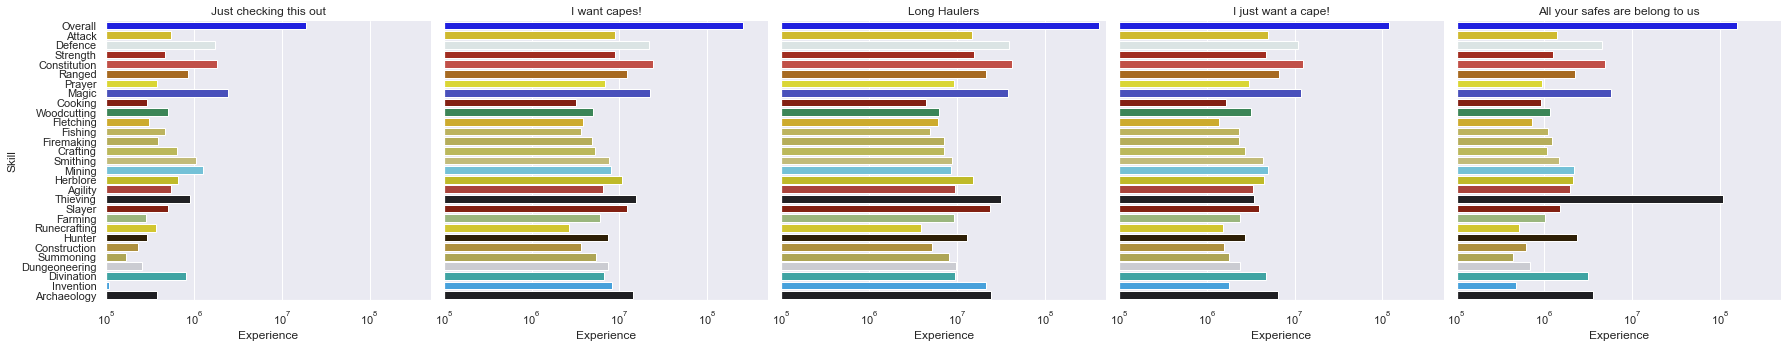 Just checking this out
I want capes!
Long Haulers
I just want a cape!
All your safes are belong to us
Skill
Overall
Attack
Defence
Strength
Constitution
Ranged
Prayer
Magic
Cooking
Woodcutting
Fletching
Fishing
Firemaking
Crafting
Smithing
Mining
Herblore
Agility
Thieving
Slayer
Farming
Runecrafting
Hunter
Construction
Summoning
Dungeoneering
Divination
Invention
Archaeology
10⁵ 10⁶ 10⁷ 10⁸
10⁵ 10⁶ 10⁷ 10⁸
10⁵ 10⁶ 10⁷ 10⁸
10⁵ 10⁶ 10⁷ 10⁸
10⁵ 10⁶ 10⁷ 10⁸
Experience
Experience
Experience
Experience
Experience